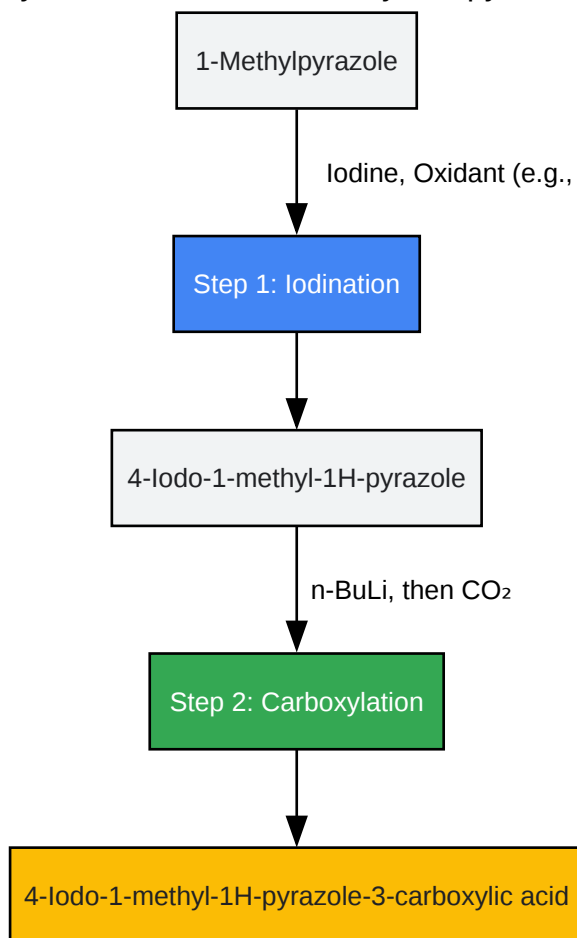 1-Methylpyrazole
Iodine, Oxidant (e.g.,
Step 1: Iodination
4-Iodo-1-methyl-1H-pyrazole
n-BuLi, then CO₂
Step 2: Carboxylation
4-Iodo-1-methyl-1H-pyrazole-3-carboxylic acid